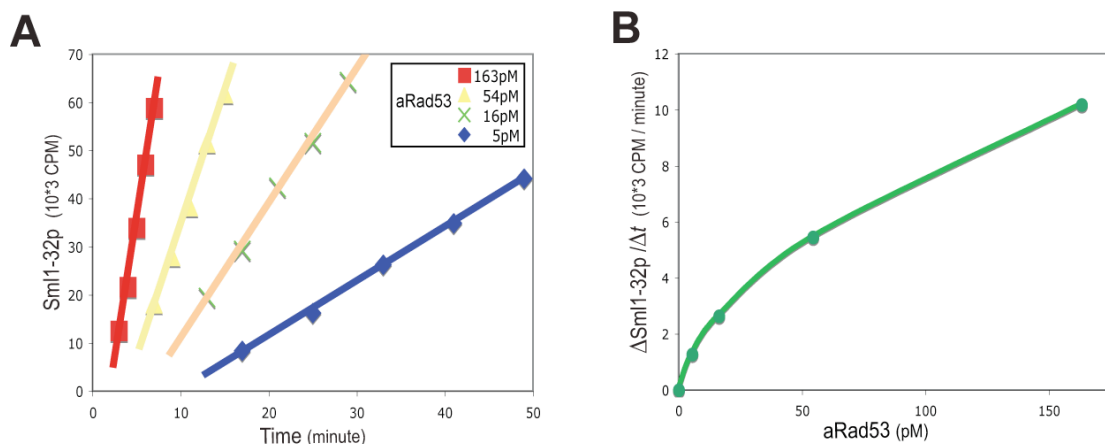 A
70
60
50
40
30
20
10
0
Sml1-32p (10*3 CPM)
0 10 20 30 40 50
Time (minute)
aRad53
163pM
54pM
16pM
5pM
B
12
10
8
6
4
2
0
ΔSml1-32p /Δt (10*3 CPM / minute)
0 50 100 150
aRad53 (pM)